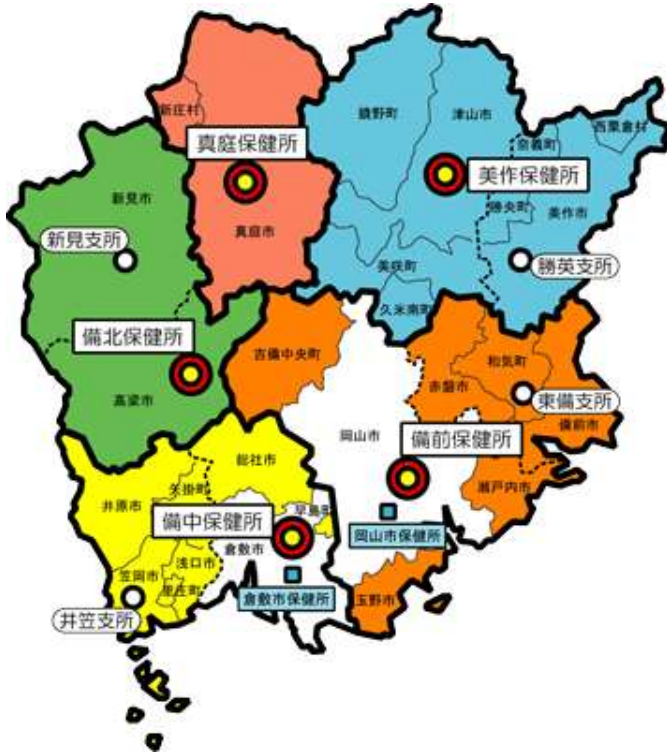 新庄村
鏡野町
津山市
西粟倉村
奈義町
真庭保健所
美作保健所
新見市
勝央町
美作市
真庭市
新見支所
美咲町
勝英支所
久米南町
備北保健所
吉備中央町
和気町
赤磐市
高梁市
東備支所
備前市
岡山市
備前保健所
総社市
矢掛町
瀬戸内市
井原市
早島町
備中保健所
岡山市保健所
倉敷市
浅口市
笠岡市
里庄町
倉敷市保健所
玉野市
井笠支所